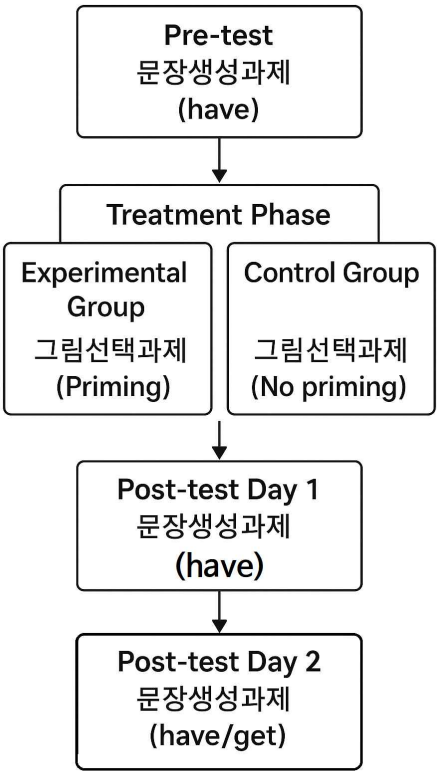 Pre-test
문장생성과제
(have)
Treatment Phase
Experimental
Group
그림선택과제
(Priming)
Control Group
그림선택과제
(No priming)
Post-test Day 1
문장생성과제
(have)
Post-test Day 2
문장생성과제
(have/get)